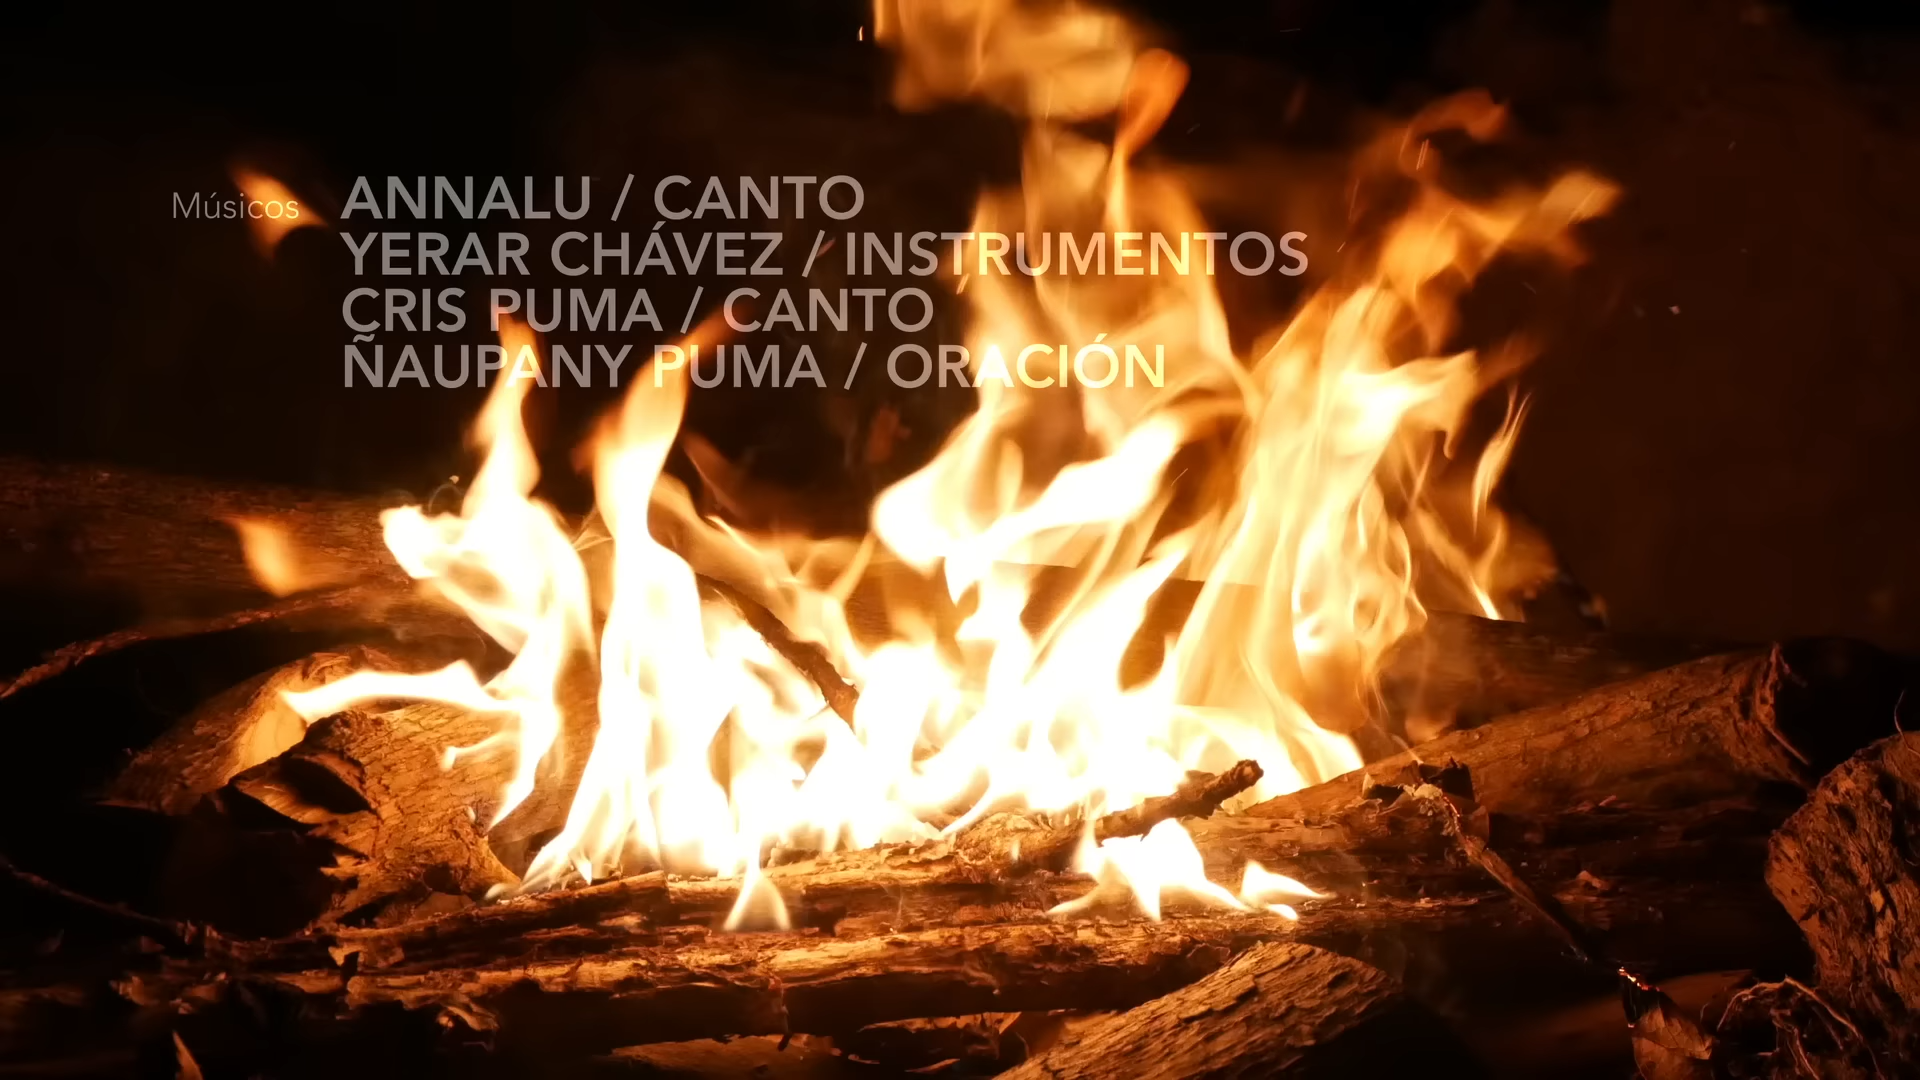 Músicos ANNALU / CANTO
YERAR CHÁVEZ / INSTRUMENTOS
CRIS PUMA / CANTO
ÑAUPANY PUMA / ORACIÓN